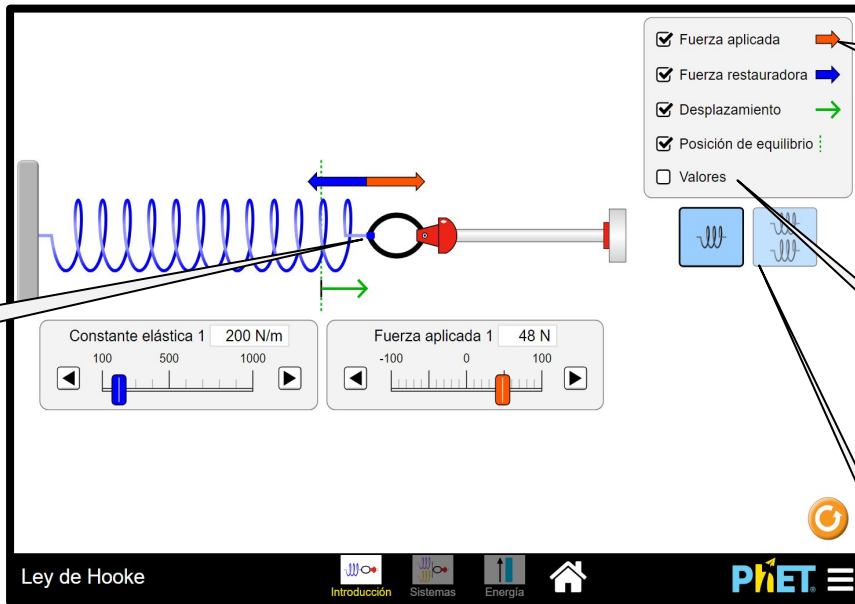 Fuerza aplicada
Fuerza restauradora
Desplazamiento
Posición de equilibrio
Valores
Constante elástica 1 200 N/m
100 500 1000
Fuerza aplicada 1 48 N
-100 0 100
Ley de Hooke
Introducción
Sistemas
Energía
PhET